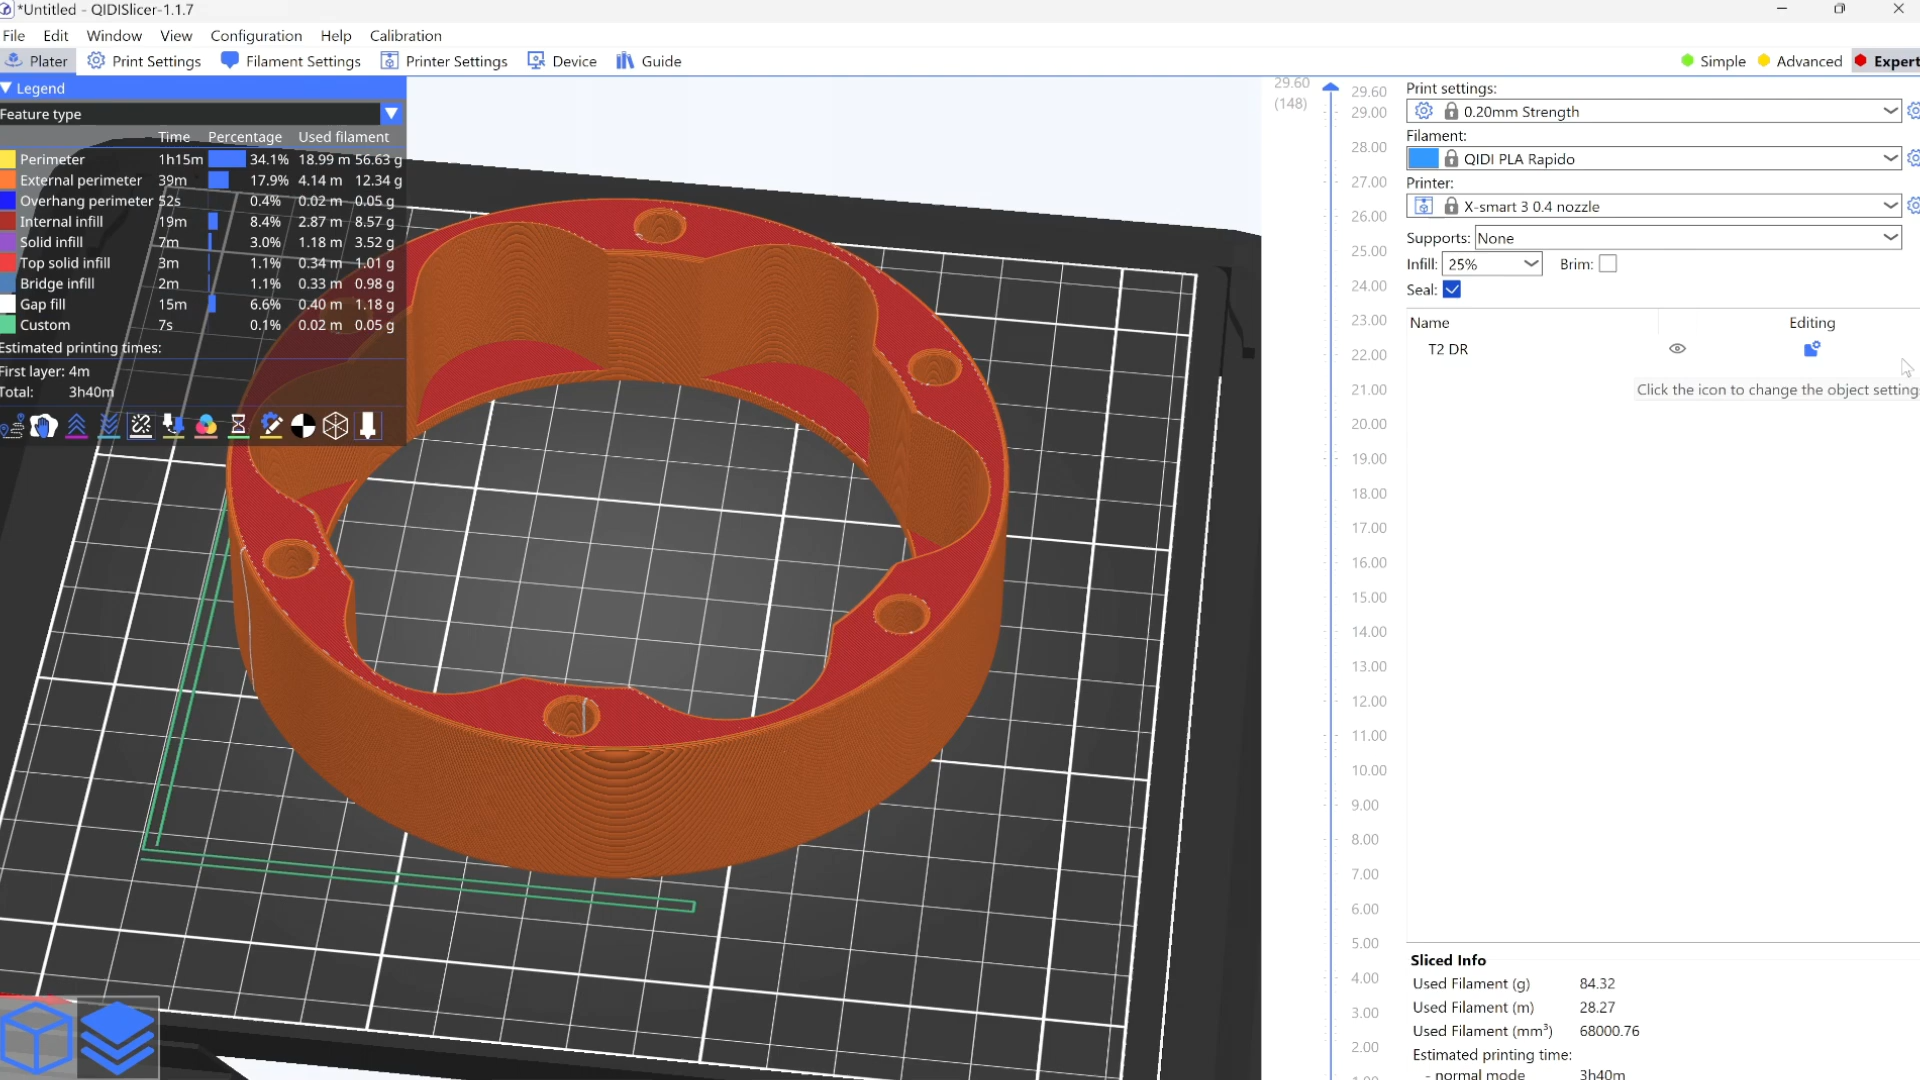 *Untitled - QIDISlicer-1.1.7
File Edit Window View Configuration Help Calibration
Plater Print Settings Filament Settings Printer Settings Device Guide Simple Advanced Expert
Legend
Feature type
Time Percentage Used filament
Perimeter 1h15m 34.1% 18.99 m 56.63 g
External perimeter 39m 17.9% 4.14 m 12.34 g
Overhang perimeter 52s 0.4% 0.02 m 0.05 g
Internal infill 19m 8.4% 2.87 m 8.57 g
Solid infill 7m 3.0% 1.18 m 3.52 g
Top solid infill 3m 1.1% 0.34 m 1.01 g
Bridge infill 2m 1.1% 0.33 m 0.98 g
Gap fill 15m 6.6% 0.40 m 1.18 g
Custom 7s 0.1% 0.02 m 0.05 g
Estimated printing times:
First layer: 4m
Total: 3h40m
29.60
(148)
29.60
29.00
28.00
27.00
26.00
25.00
24.00
23.00
22.00
21.00
20.00
19.00
18.00
17.00
16.00
15.00
14.00
13.00
12.00
11.00
10.00
9.00
8.00
7.00
6.00
5.00
4.00
3.00
2.00
Print settings:
0.20mm Strength
Filament:
QIDI PLA Rapido
Printer:
X-smart 3 0.4 nozzle
Supports: None
Infill: 25% Brim:
Seal:
Name Editing
T2 DR
Click the icon to change the object setting
Sliced Info
Used Filament (g) 84.32
Used Filament (m) 28.27
Used Filament (mm³) 68000.76
Estimated printing time:
- normal mode 3h40m